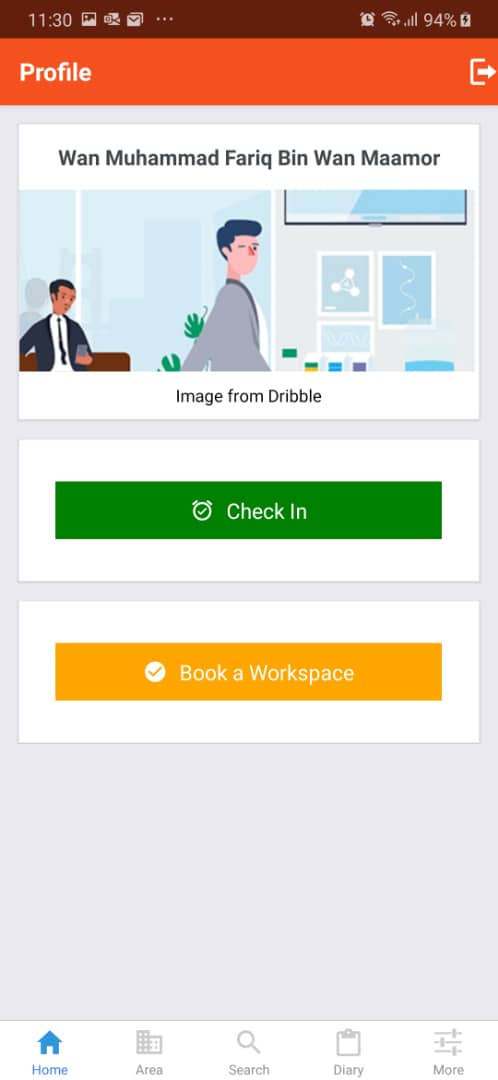 11:30 ... 94%
Profile
Wan Muhammad Fariq Bin Wan Maamor
Image from Dribble
Check In
Book a Workspace
Home Area Search Diary More